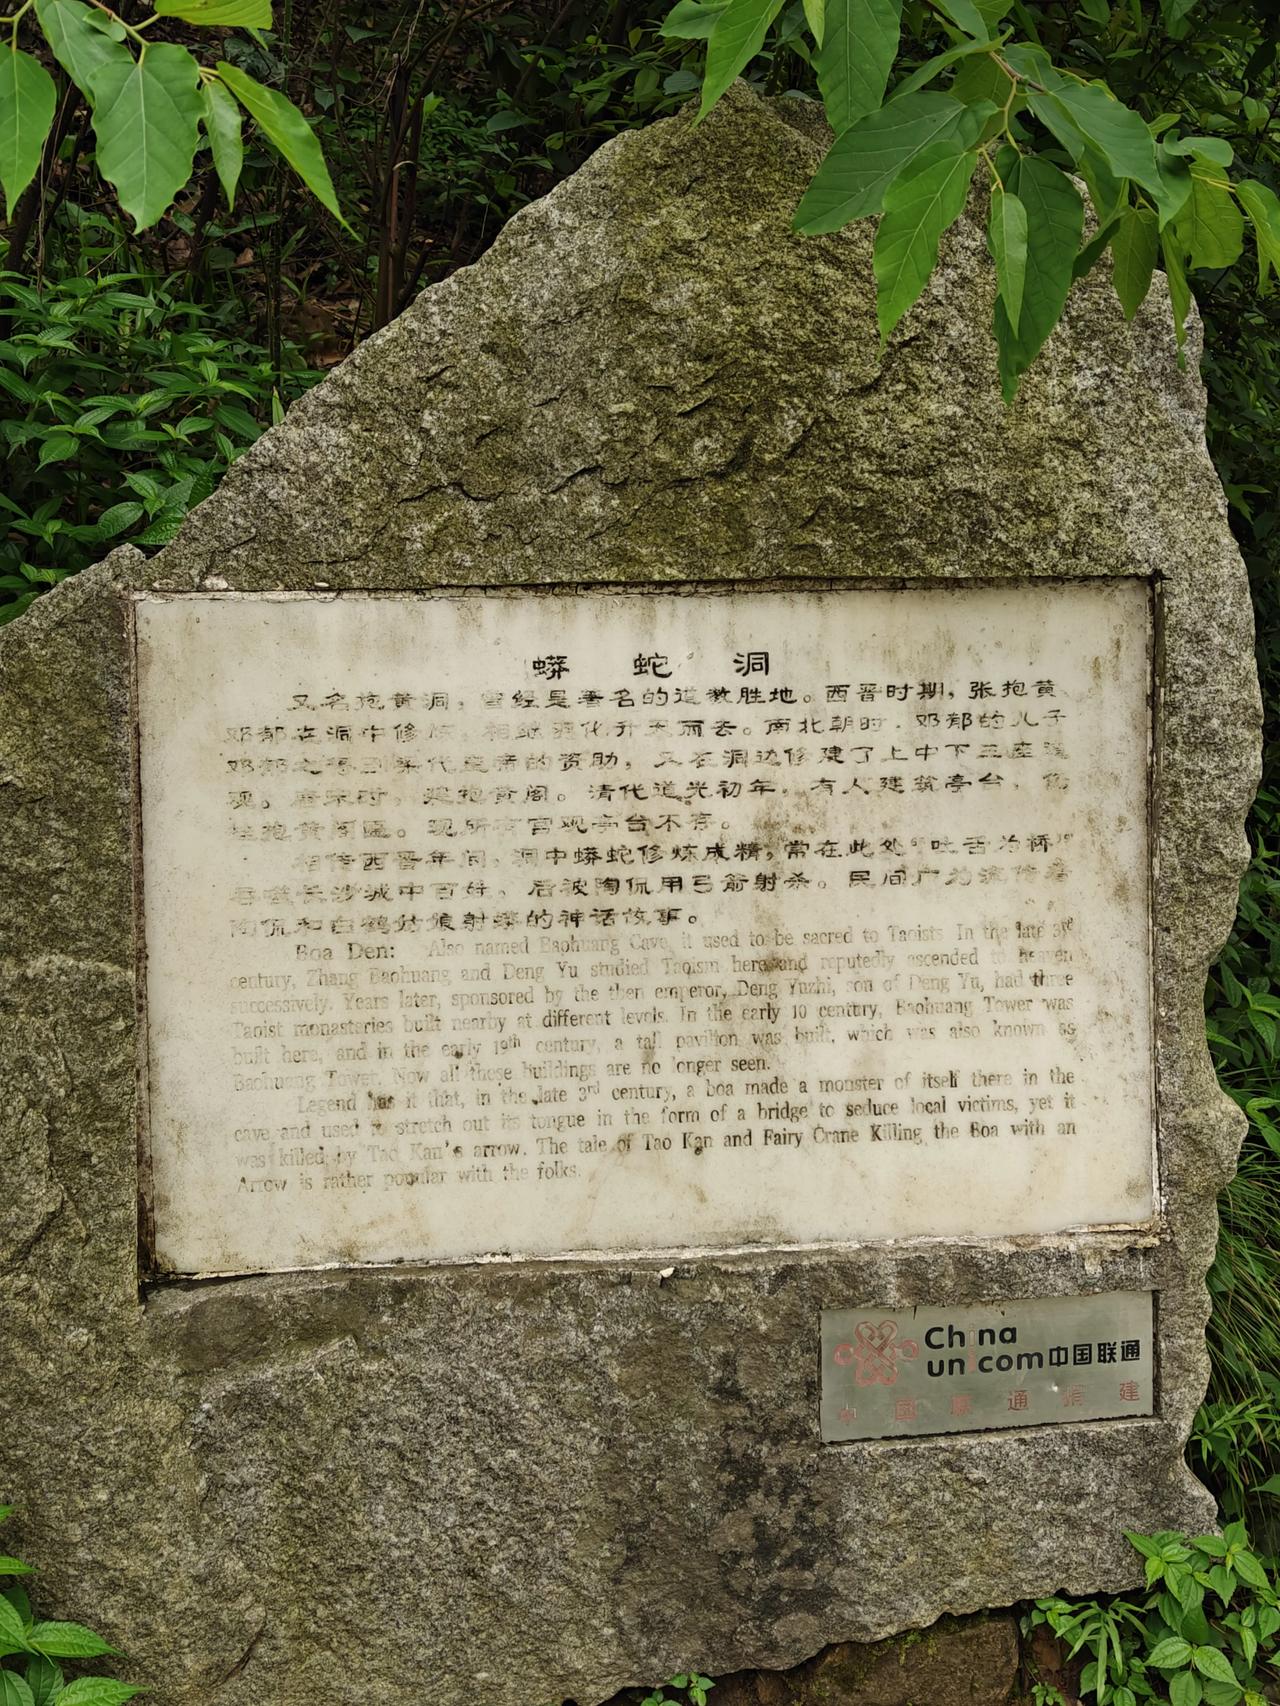 蟒蛇洞
又名抱黄洞，曾经是著名的道教胜地。西晋时期，张抱黄、
邓郁在洞中修炼，相继羽化升天而去。南北朝时，邓郁的儿子
邓郁之得到梁代皇帝的资助，又在洞边修建了上中下三座
观。唐宋时，建抱黄阁。清代道光初年，有人建筑亭台，
抱黄阁匾。现所有宫观亭台不存。
相传西晋年间，洞中蟒蛇修炼成精，常在此处“吐舌为桥”
吞噬长沙城中百姓。后被陶侃用弓箭射杀。民间广为流传着
陶侃和白鹤姑娘射蟒的神话故事。
Boa Den: Also named Baohuang Cave, it used to be sacred to Taoists. In the late 3rd
century, Zhang Baohuang and Deng Yu studied Taoism here and reputedly ascended to heaven
successively. Years later, sponsored by the then emperor, Deng Yuzhi, son of Deng Yu, had three
Taoist monasteries built nearby at different levels. In the early 10 century, Baohuang Tower was
built here, and in the early 19th century, a tall pavilion was built, which was also known as
Baohuang Tower. Now all these buildings are no longer seen.
Legend has it that, in the late 3rd century, a boa made a monster of itself there in the
cave and used to stretch out its tongue in the form of a bridge to seduce local victims, yet it
was killed by Tao Kan's arrow. The tale of Tao Kan and Fairy Crane Killing the Boa with an
Arrow is rather popular with the folks.
China
unicom中国联通
中国联通捐建